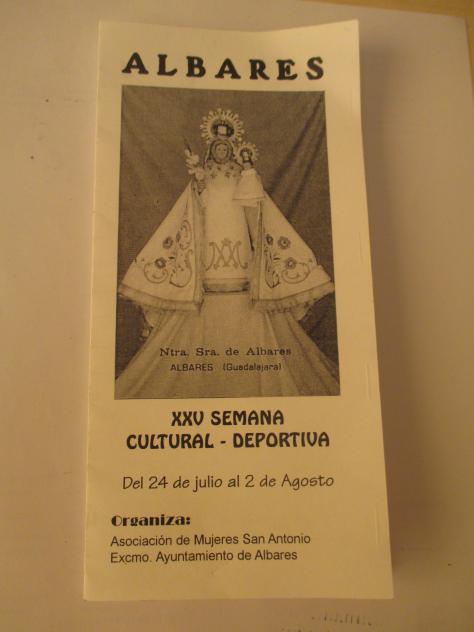 ALBARES
Ntra. Sra. de Albares
ALBARES (Guadalajara)
XXV SEMANA
CULTURAL - DEPORTIVA
Del 24 de julio al 2 de Agosto
Organiza:
Asociación de Mujeres San Antonio
Excmo. Ayuntamiento de Albares